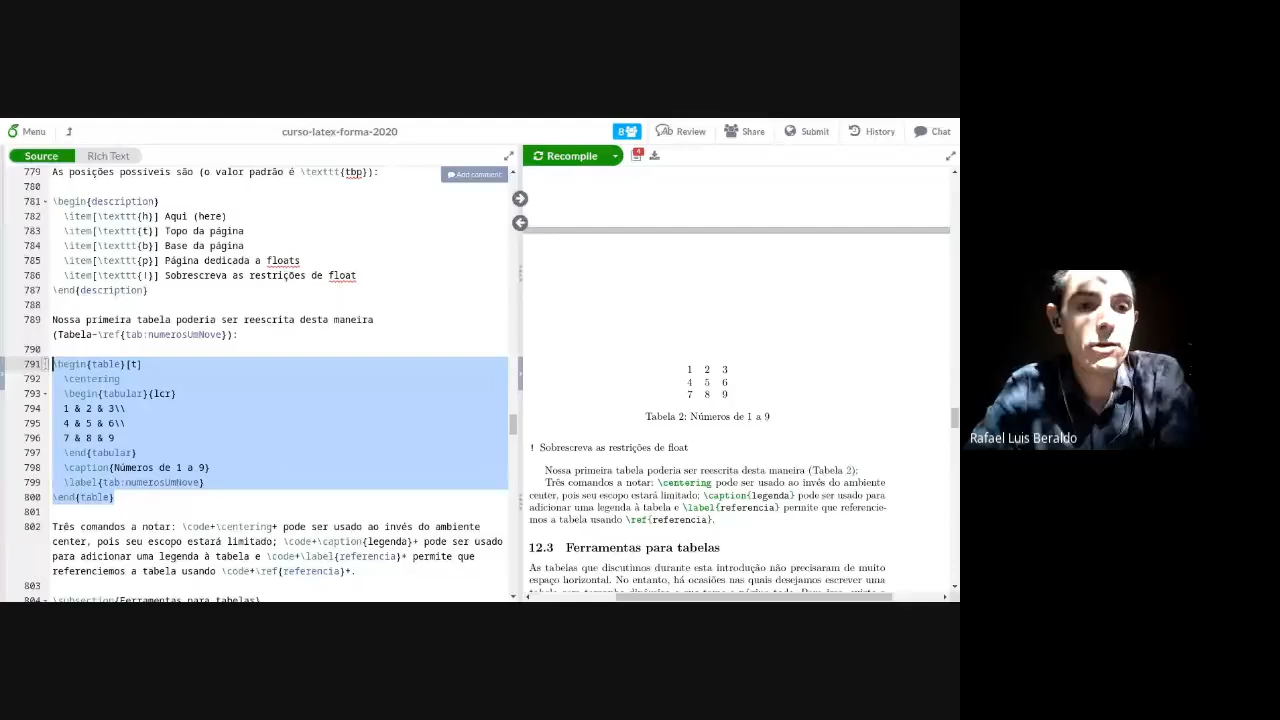 Menu
curso-latex-forma-2020
8
Review
Share
Submit
History
Chat
Source
Rich Text
Recompile
4
779 As posições possíveis são (o valor padrão é \texttt{tbp}):
Add comment
780
781 \begin{description}
782 \item[\texttt{h}] Aqui (here)
783 \item[\texttt{t}] Topo da página
784 \item[\texttt{b}] Base da página
785 \item[\texttt{p}] Página dedicada a floats
786 \item[\texttt{!}] Sobrescreva as restrições de float
787 \end{description}
788
789 Nossa primeira tabela poderia ser reescrita desta maneira
(Tabela~\ref{tab:numerosUmNove}):
790
791 \begin{table}[t]
792 \centering
793 \begin{tabular}{lcr}
794 1 & 2 & 3\\
795 4 & 5 & 6\\
796 7 & 8 & 9
797 \end{tabular}
798 \caption{Números de 1 a 9}
799 \label{tab:numerosUmNove}
800 \end{table}
801
802 Três comandos a notar: \code+\centering+ pode ser usado ao invés do ambiente
center, pois seu escopo estará limitado; \code+\caption{legenda}+ pode ser usado
para adicionar uma legenda à tabela e \code+\label{referencia}+ permite que
referenciemos a tabela usando \code+\ref{referencia}+.
803
804 \subsection{Ferramentas para tabelas}
1 2 3
4 5 6
7 8 9
Tabela 2: Números de 1 a 9
! Sobrescreva as restrições de float
Nossa primeira tabela poderia ser reescrita desta maneira (Tabela 2):
Três comandos a notar: \centering pode ser usado ao invés do ambiente
center, pois seu escopo estará limitado; \caption{legenda} pode ser usado para
adicionar uma legenda à tabela e \label{referencia} permite que referencie-
mos a tabela usando \ref{referencia}.
12.3 Ferramentas para tabelas
As tabelas que discutimos durante esta introdução não precisaram de muito
espaço horizontal. No entanto, há ocasiões nas quais desejamos escrever uma
Rafael Luis Beraldo